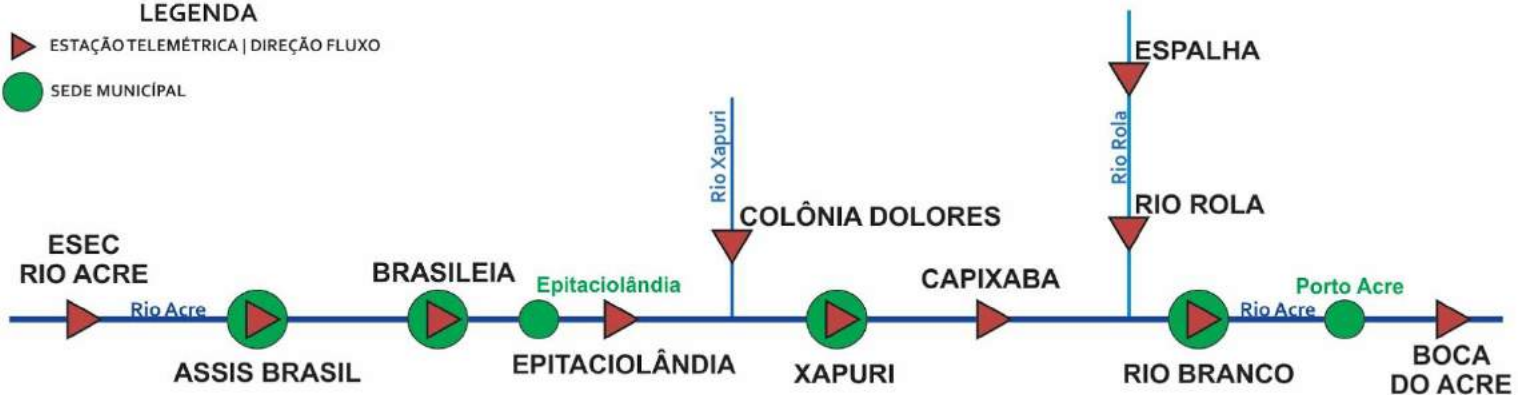 LEGENDA
ESTAÇÃO TELEMÉTRICA | DIREÇÃO FLUXO
SEDE MUNICÍPAL
ESPALHA
Rio Xapuri
Rio Rola
COLÔNIA DOLORES
RIO ROLA
ESEC
RIO ACRE
BRASILEIA
Epitaciolândia
CAPIXABA
Porto Acre
Rio Acre
Rio Acre
ASSIS BRASIL
EPITACIOLÂNDIA
XAPURI
RIO BRANCO
BOCA
DO ACRE